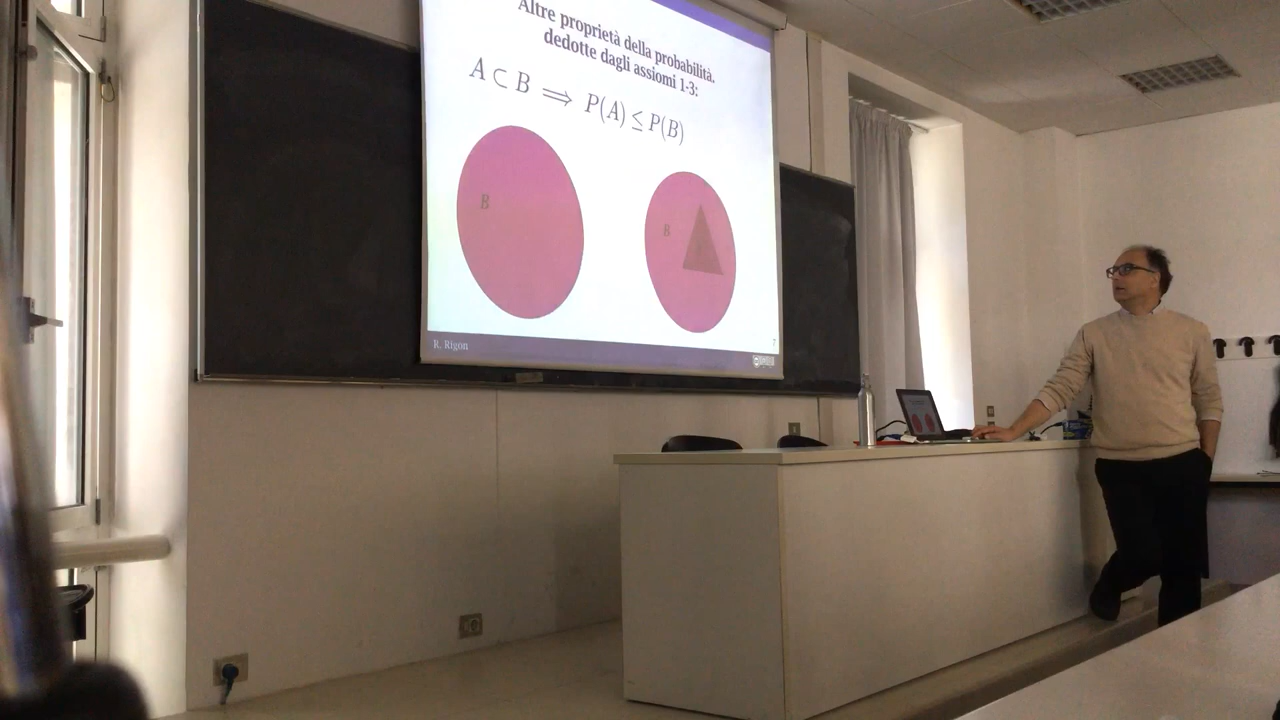 Altre proprietà della probabilità.
dedotte dagli assiomi 1-3:
A ⊂ B ⟹ P(A) ≤ P(B)
B
B
R. Rigon
7